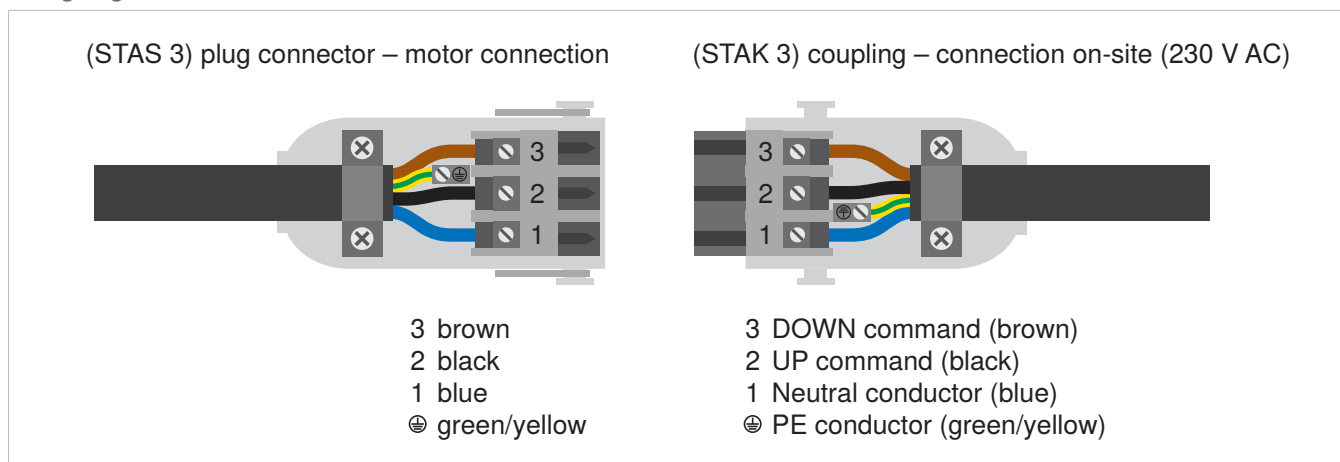 (STAS 3) plug connector – motor connection
(STAK 3) coupling – connection on-site (230 V AC)
3
2
1
3
2
1
3 brown
2 black
1 blue
⏚ green/yellow
3 DOWN command (brown)
2 UP command (black)
1 Neutral conductor (blue)
⏚ PE conductor (green/yellow)